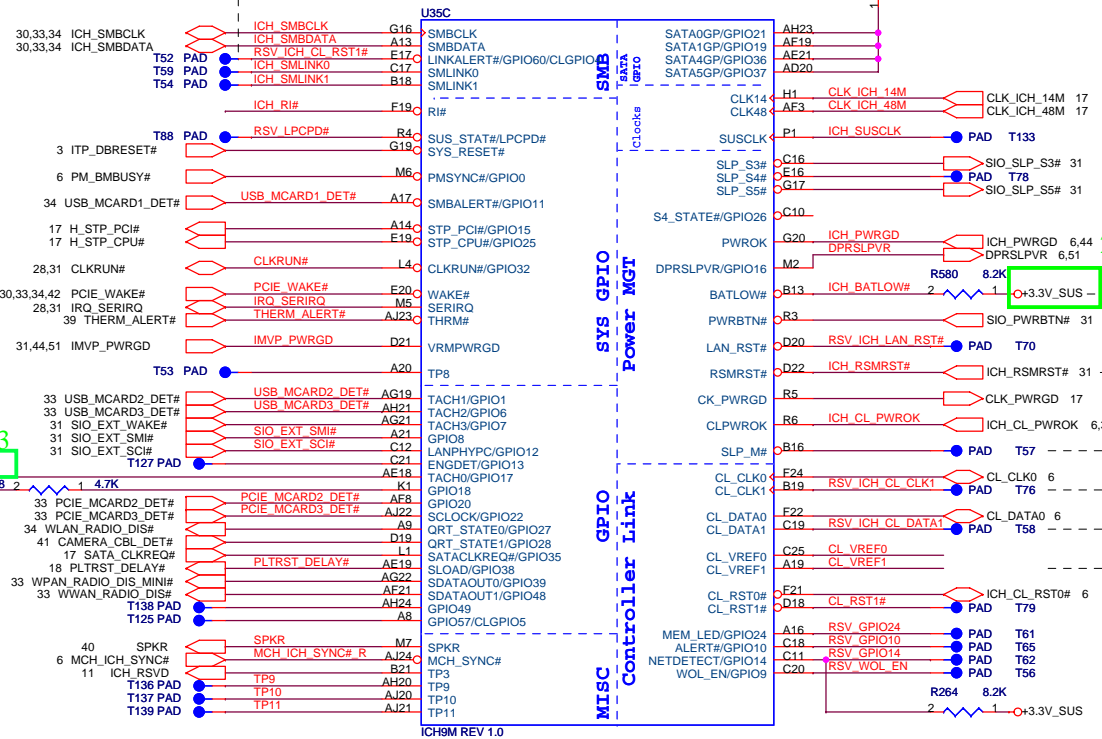 U35C
1
30,33,34 ICH_SMBCLK ICH_SMBCLK G16 SMBCLK SATA0GP/GPIO21 AH23
30,33,34 ICH_SMBDATA ICH_SMBDATA A13 SMBDATA SATA1GP/GPIO19 AF19
T52 PAD RSV_ICH_CL_RST1# E17 LINKALERT#/GPIO60/CLGPIO4 SATA4GP/GPIO36 AE21
T59 PAD ICH_SMLINK0 C17 SMLINK0 SATA5GP/GPIO37 AD20
T54 PAD ICH_SMLINK1 B18 SMLINK1
SMB
SATA
GPIO
CLK14 H1 CLK_ICH_14M CLK_ICH_14M 17
ICH_RI# F19 RI# CLK48 AF3 CLK_ICH_48M CLK_ICH_48M 17
Clocks
T88 PAD RSV_LPCPD# R4 SUS_STAT#/LPCPD# SUSCLK P1 ICH_SUSCLK PAD T133
3 ITP_DBRESET# G19 SYS_RESET#
SLP_S3# C16 SIO_SLP_S3# 31
6 PM_BMBUSY# M6 PMSYNC#/GPIO0 SLP_S4# E16 PAD T78
SLP_S5# G17 SIO_SLP_S5# 31
34 USB_MCARD1_DET# USB_MCARD1_DET# A17 SMBALERT#/GPIO11
S4_STATE#/GPIO26 C10
17 H_STP_PCI# A14 STP_PCI#/GPIO15
17 H_STP_CPU# E19 STP_CPU#/GPIO25 PWROK G20 ICH_PWRGD ICH_PWRGD 6,44
DPRSLPVR DPRSLPVR 6,51
28,31 CLKRUN# CLKRUN# L4 CLKRUN#/GPIO32 DPRSLPVR/GPIO16 M2
R580 8.2K
30,33,34,42 PCIE_WAKE# PCIE_WAKE# E20 WAKE# BATLOW# B13 ICH_BATLOW# 2 1 +3.3V_SUS
28,31 IRQ_SERIRQ IRQ_SERIRQ M5 SERIRQ
39 THERM_ALERT# THERM_ALERT# AJ23 THRM# PWRBTN# R3 SIO_PWRBTN# 31
SYS GPIO
Power MGT
31,44,51 IMVP_PWRGD IMVP_PWRGD D21 VRMPWRGD LAN_RST# D20 RSV_ICH_LAN_RST# PAD T70
T53 PAD A20 TP8 RSMRST# D22 ICH_RSMRST# ICH_RSMRST# 31
33 USB_MCARD2_DET# USB_MCARD2_DET# AG19 TACH1/GPIO1 CK_PWRGD R5 CLK_PWRGD 17
33 USB_MCARD3_DET# USB_MCARD3_DET# AH21 TACH2/GPIO6
31 SIO_EXT_WAKE# AG21 TACH3/GPIO7 CLPWROK R6 ICH_CL_PWROK ICH_CL_PWROK
31 SIO_EXT_SMI# SIO_EXT_SMI# A21 GPIO8
31 SIO_EXT_SCI# SIO_EXT_SCI# C12 LANPHYPC/GPIO12 SLP_M# B16 PAD T57
T127 PAD C21 ENGDET/GPIO13
AE18 TACH0/GPIO17 CL_CLK0 F24 CL_CLK0 6
2 1 4.7K K1 GPIO18 CL_CLK1 B19 RSV_ICH_CL_CLK1 PAD T76
33 PCIE_MCARD2_DET# PCIE_MCARD2_DET# AF8 GPIO20
33 PCIE_MCARD3_DET# PCIE_MCARD3_DET# AJ22 SCLOCK/GPIO22 CL_DATA0 F22 CL_DATA0 6
34 WLAN_RADIO_DIS# A9 QRT_STATE0/GPIO27 CL_DATA1 C19 RSV_ICH_CL_DATA1 PAD T58
41 CAMERA_CBL_DET# D19 QRT_STATE1/GPIO28
17 SATA_CLKREQ# L1 SATACLKREQ#/GPIO35 CL_VREF0 C25 CL_VREF0
18 PLTRST_DELAY# PLTRST_DELAY# AE19 SLOAD/GPIO38 CL_VREF1 A19 CL_VREF1
33 WPAN_RADIO_DIS_MINI# AG22 SDATAOUT0/GPIO39
33 WWAN_RADIO_DIS# AF21 SDATAOUT1/GPIO48 CL_RST0# F21 ICH_CL_RST0# 6
T138 PAD AH24 GPIO49 CL_RST1# D18 CL_RST1# PAD T79
T125 PAD A8 GPIO57/CLGPIO5
GPIO
Controller Link
MEM_LED/GPIO24 A16 RSV_GPIO24 PAD T61
40 SPKR SPKR M7 SPKR ALERT#/GPIO10 C18 RSV_GPIO10 PAD T65
6 MCH_ICH_SYNC# MCH_ICH_SYNC#_R AJ24 MCH_SYNC# NETDETECT/GPIO14 C11 RSV_GPIO14 PAD T62
11 ICH_RSVD B21 TP3 WOL_EN/GPIO9 C20 RSV_WOL_EN PAD T56
T136 PAD TP9 AH20 TP9
T137 PAD TP10 AJ20 TP10 R264 8.2K
T139 PAD TP11 AJ21 TP11 2 1 +3.3V_SUS
MISC
ICH9M REV 1.0